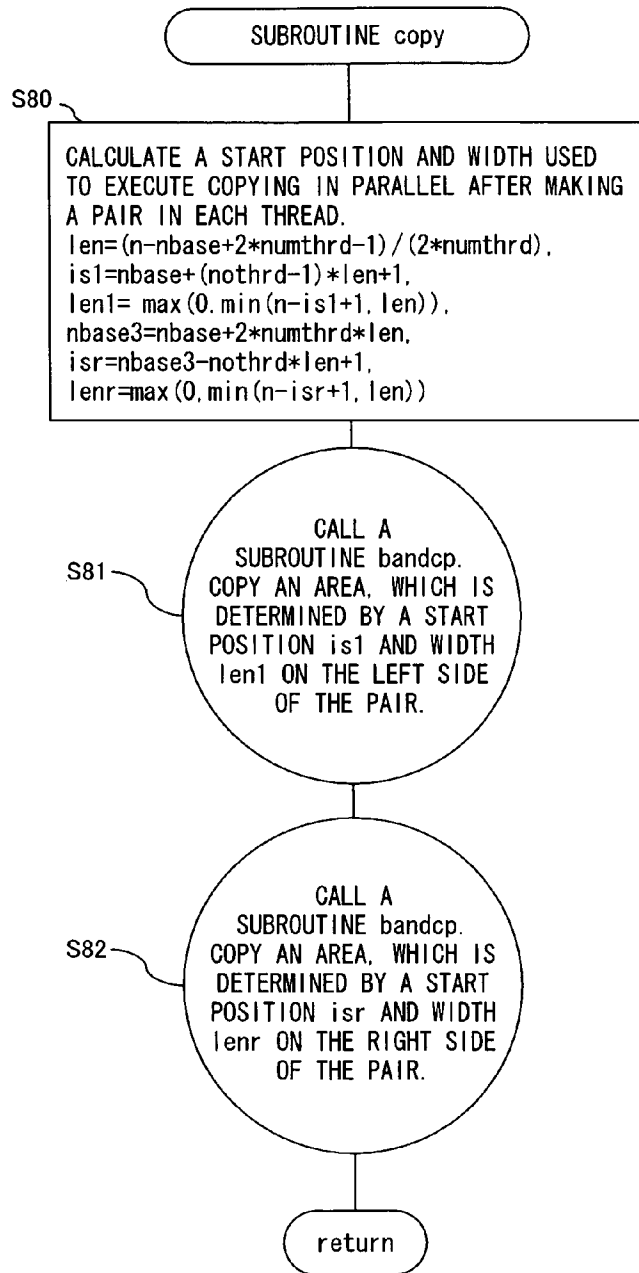 SUBROUTINE copy
S80
CALCULATE A START POSITION AND WIDTH USED
TO EXECUTE COPYING IN PARALLEL AFTER MAKING
A PAIR IN EACH THREAD.
len=(n-nbase+2*numthrd-1)/(2*numthrd),
is1=nbase+(nothrd-1)*len+1,
len1= max(0.min(n-is1+1,len)),
nbase3=nbase+2*numthrd*len,
isr=nbase3-nothrd*len+1,
lenr=max(0,min(n-isr+1,len))
S81
CALL A
SUBROUTINE bandcp.
COPY AN AREA, WHICH IS
DETERMINED BY A START
POSITION is1 AND WIDTH
len1 ON THE LEFT SIDE
OF THE PAIR.
S82
CALL A
SUBROUTINE bandcp.
COPY AN AREA, WHICH IS
DETERMINED BY A START
POSITION isr AND WIDTH
lenr ON THE RIGHT SIDE
OF THE PAIR.
return